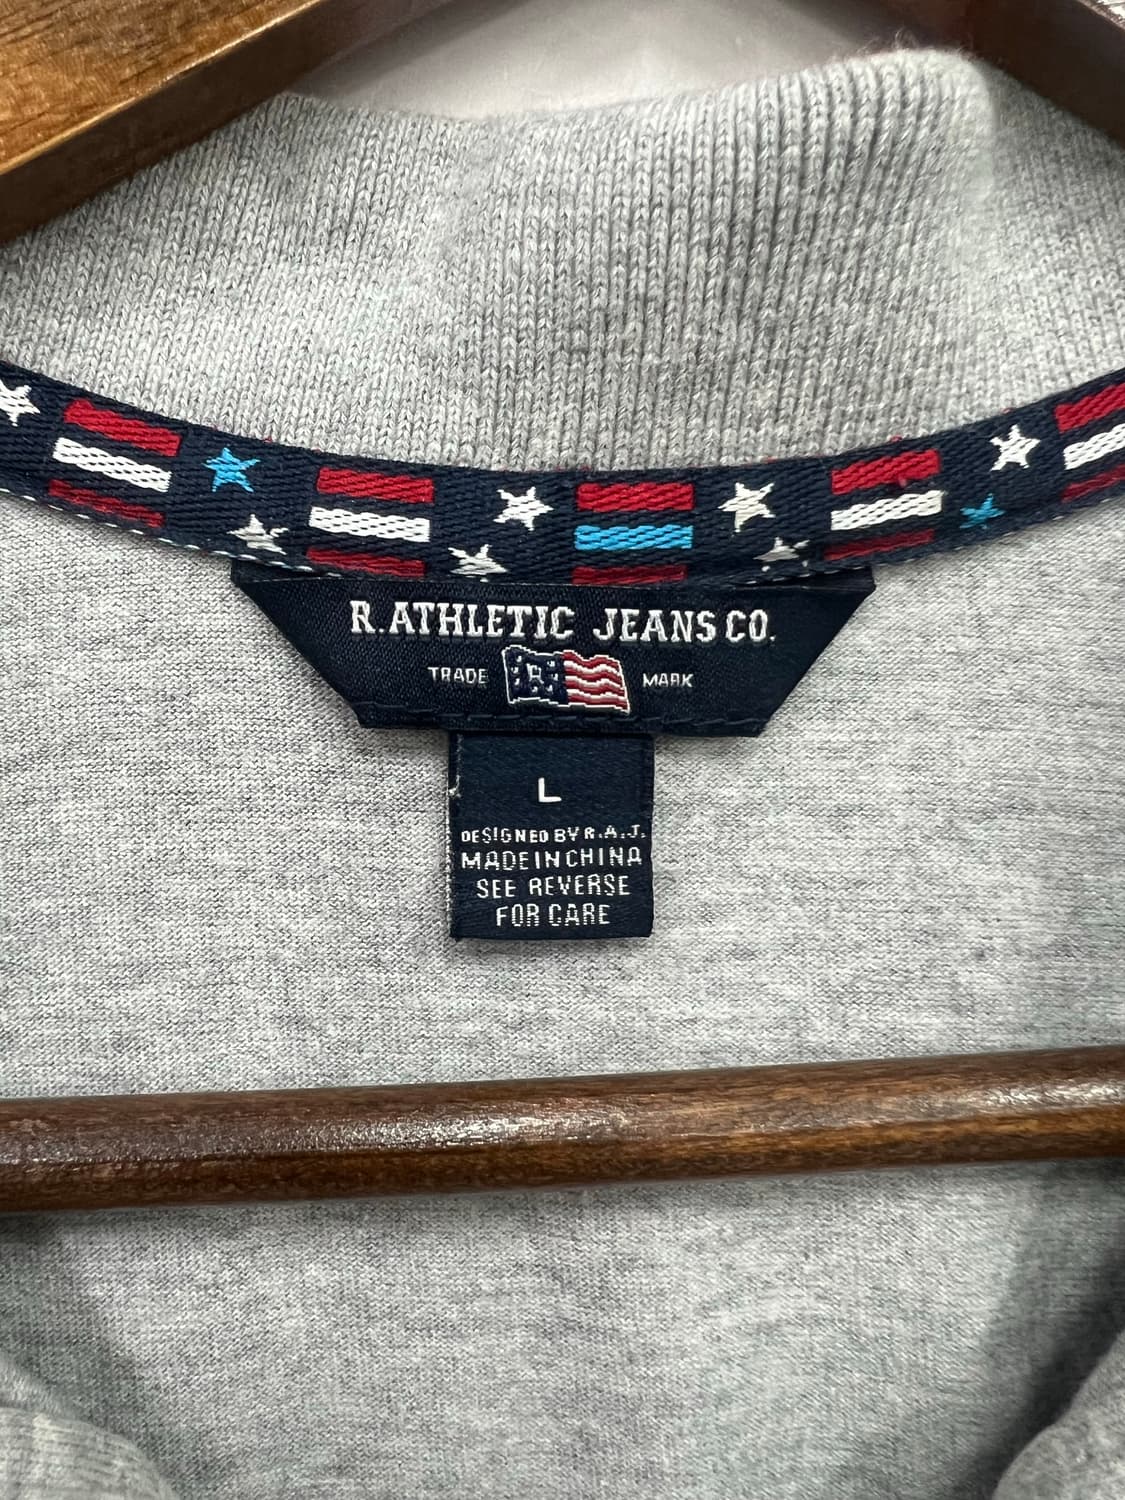 R.ATHLETIC JEANS CO.
TRADE MARK
L
DESIGNED BY R.A.J.
MADE IN CHINA
SEE REVERSE
FOR CARE